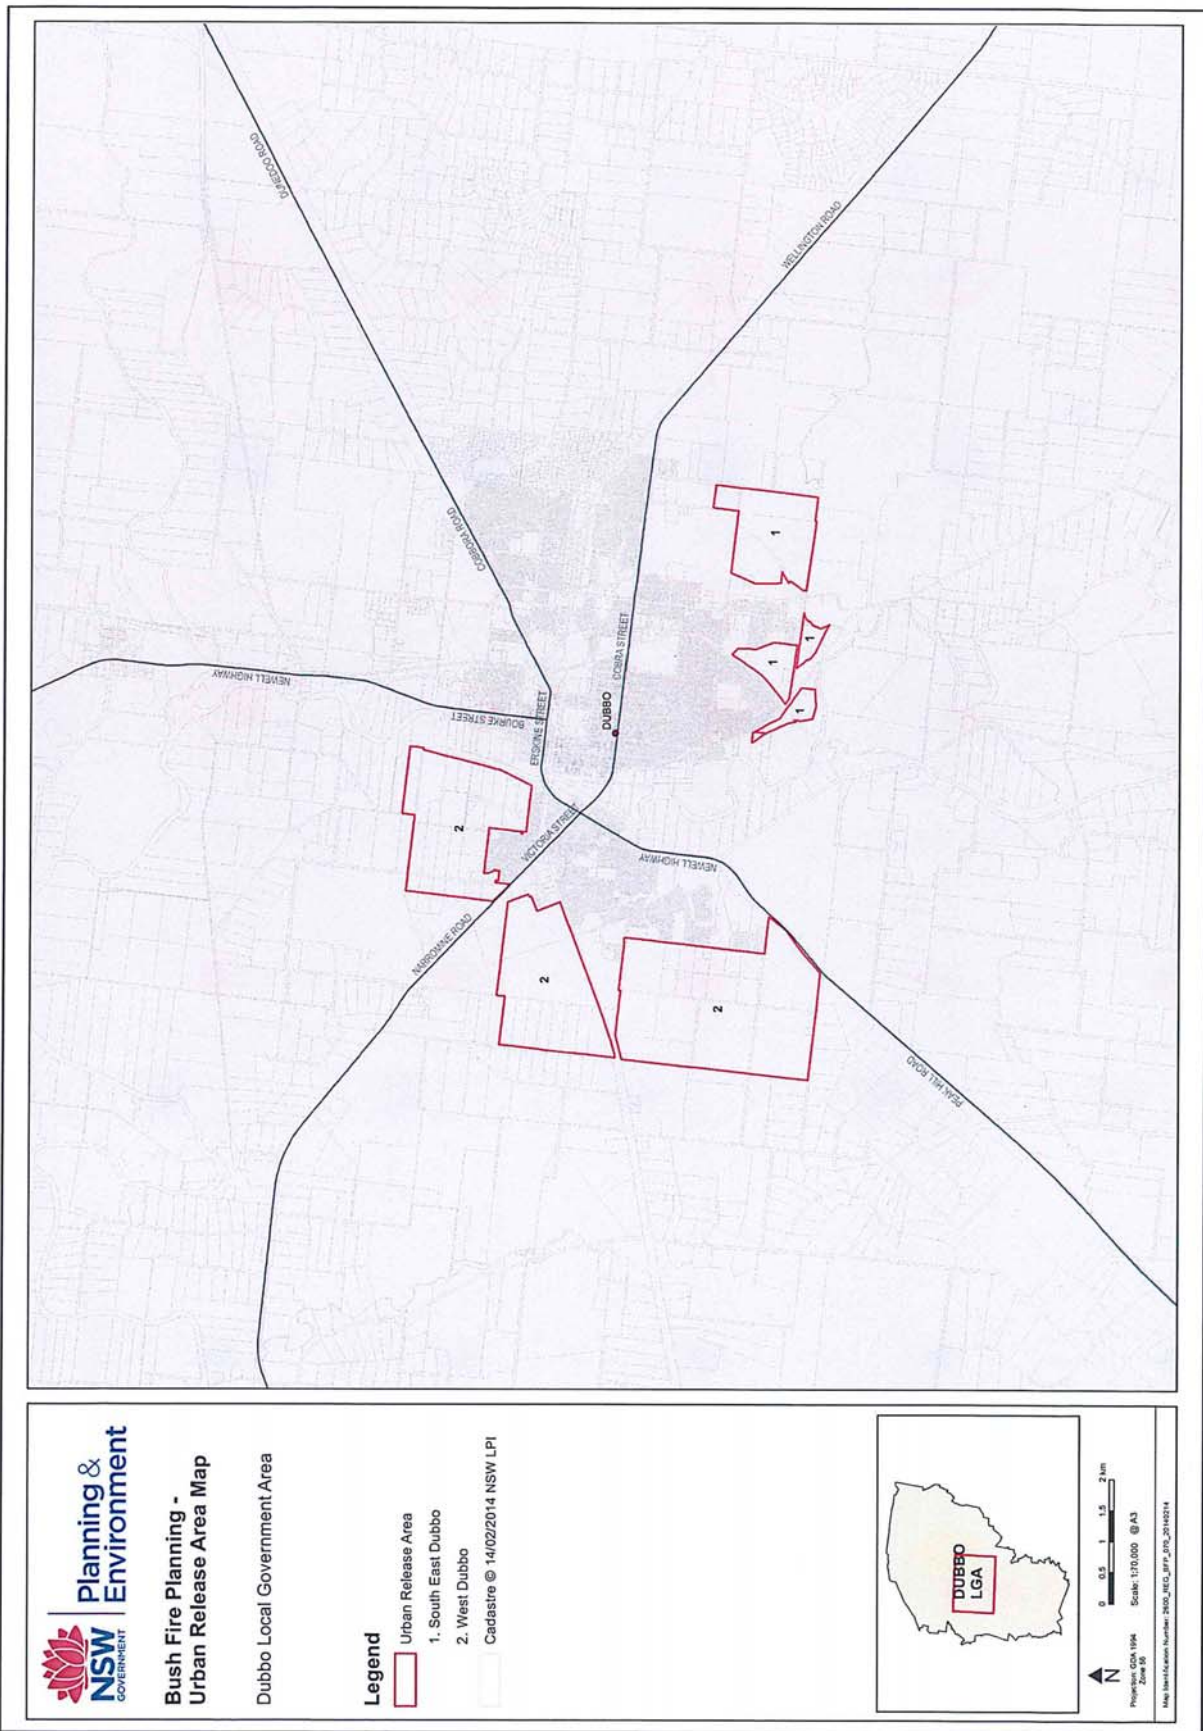 NSW
GOVERNMENT
Planning &
Environment
Bush Fire Planning -
Urban Release Area Map
Dubbo Local Government Area
Legend
Urban Release Area
1. South East Dubbo
2. West Dubbo
Cadastre © 14/02/2014 NSW LPI
DUBBO
LGA
N
0 0.5 1 1.5 2 km
Projection: GDA 1994
Zone 55
Scale: 1:70,000 @ A3
NARROMINE ROAD
VICTORIA STREET
NEWELL HIGHWAY
BOURKE STREET
ERSKINE STREET
COBBORA ROAD
DUNEDOO ROAD
DUBBO
COBRA STREET
WELLINGTON ROAD
NEWELL HIGHWAY
PEAK HILL ROAD
2
2
2
1
1
1
1